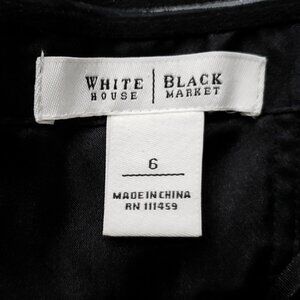 WHITE | BLACK
HOUSE | MARKET
6
MADE IN CHINA
RN 111459